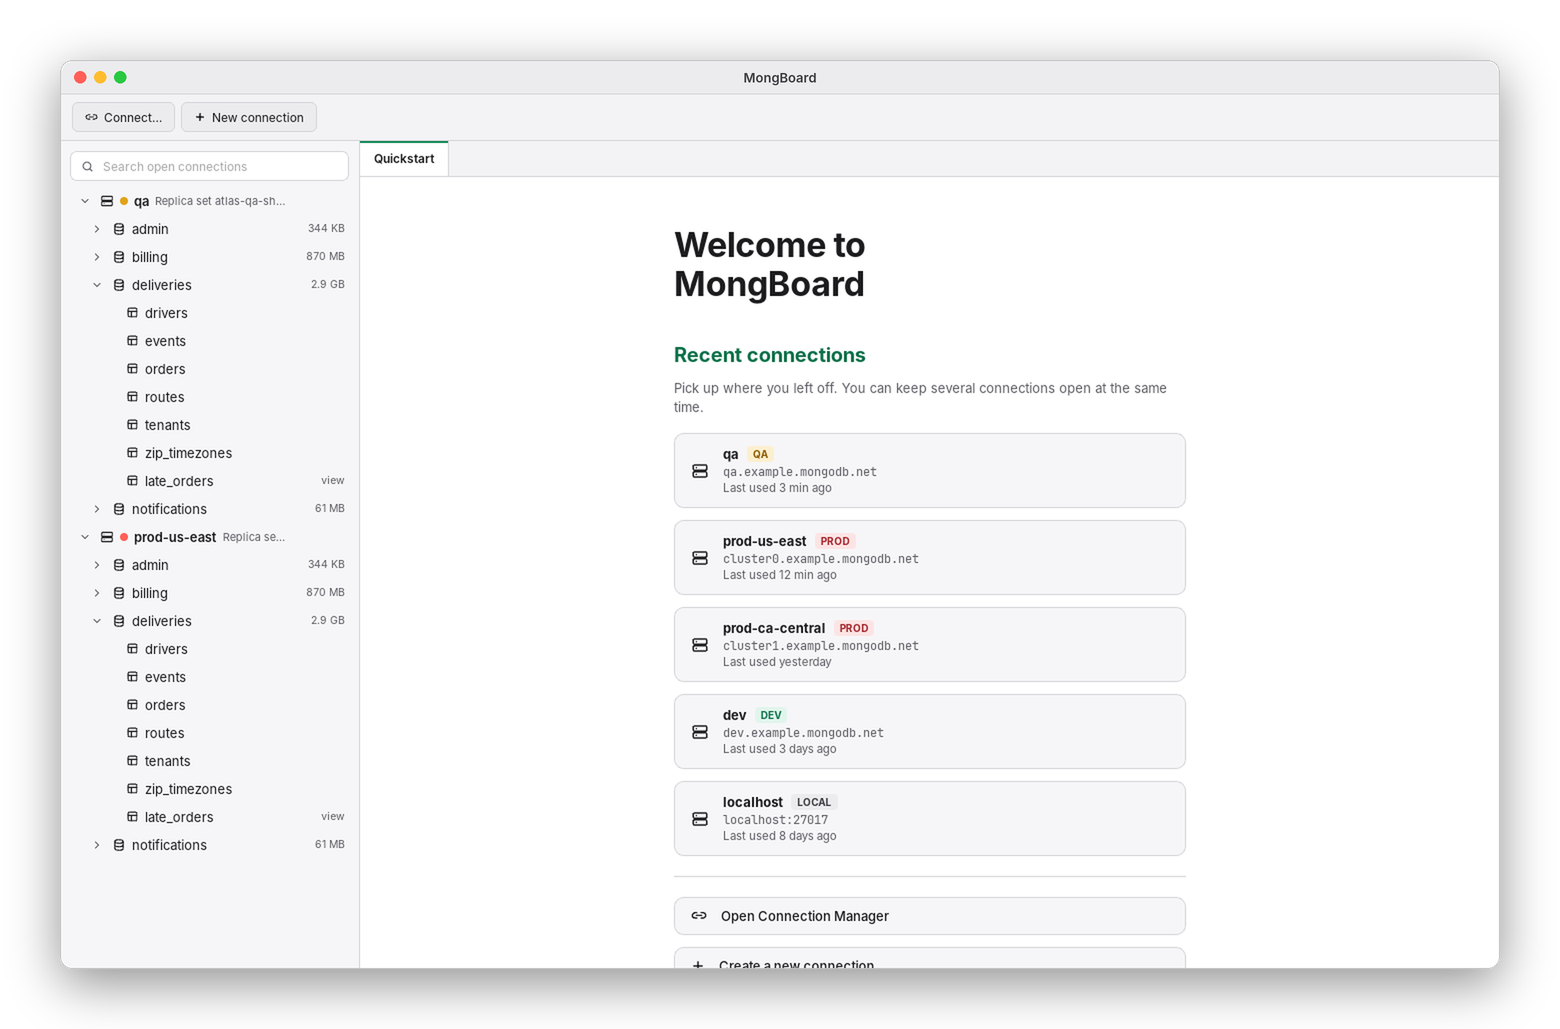 MongBoard
Connect...
New connection
Search open connections
Quickstart
qa Replica set atlas-qa-sh...
admin 344 KB
billing 870 MB
deliveries 2.9 GB
drivers
events
orders
routes
tenants
zip_timezones
late_orders view
notifications 61 MB
prod-us-east Replica se...
admin 344 KB
billing 870 MB
deliveries 2.9 GB
drivers
events
orders
routes
tenants
zip_timezones
late_orders view
notifications 61 MB
Welcome to
MongBoard
Recent connections
Pick up where you left off. You can keep several connections open at the same
time.
qa QA
qa.example.mongodb.net
Last used 3 min ago
prod-us-east PROD
cluster0.example.mongodb.net
Last used 12 min ago
prod-ca-central PROD
cluster1.example.mongodb.net
Last used yesterday
dev DEV
dev.example.mongodb.net
Last used 3 days ago
localhost LOCAL
localhost:27017
Last used 8 days ago
Open Connection Manager
Create a new connection